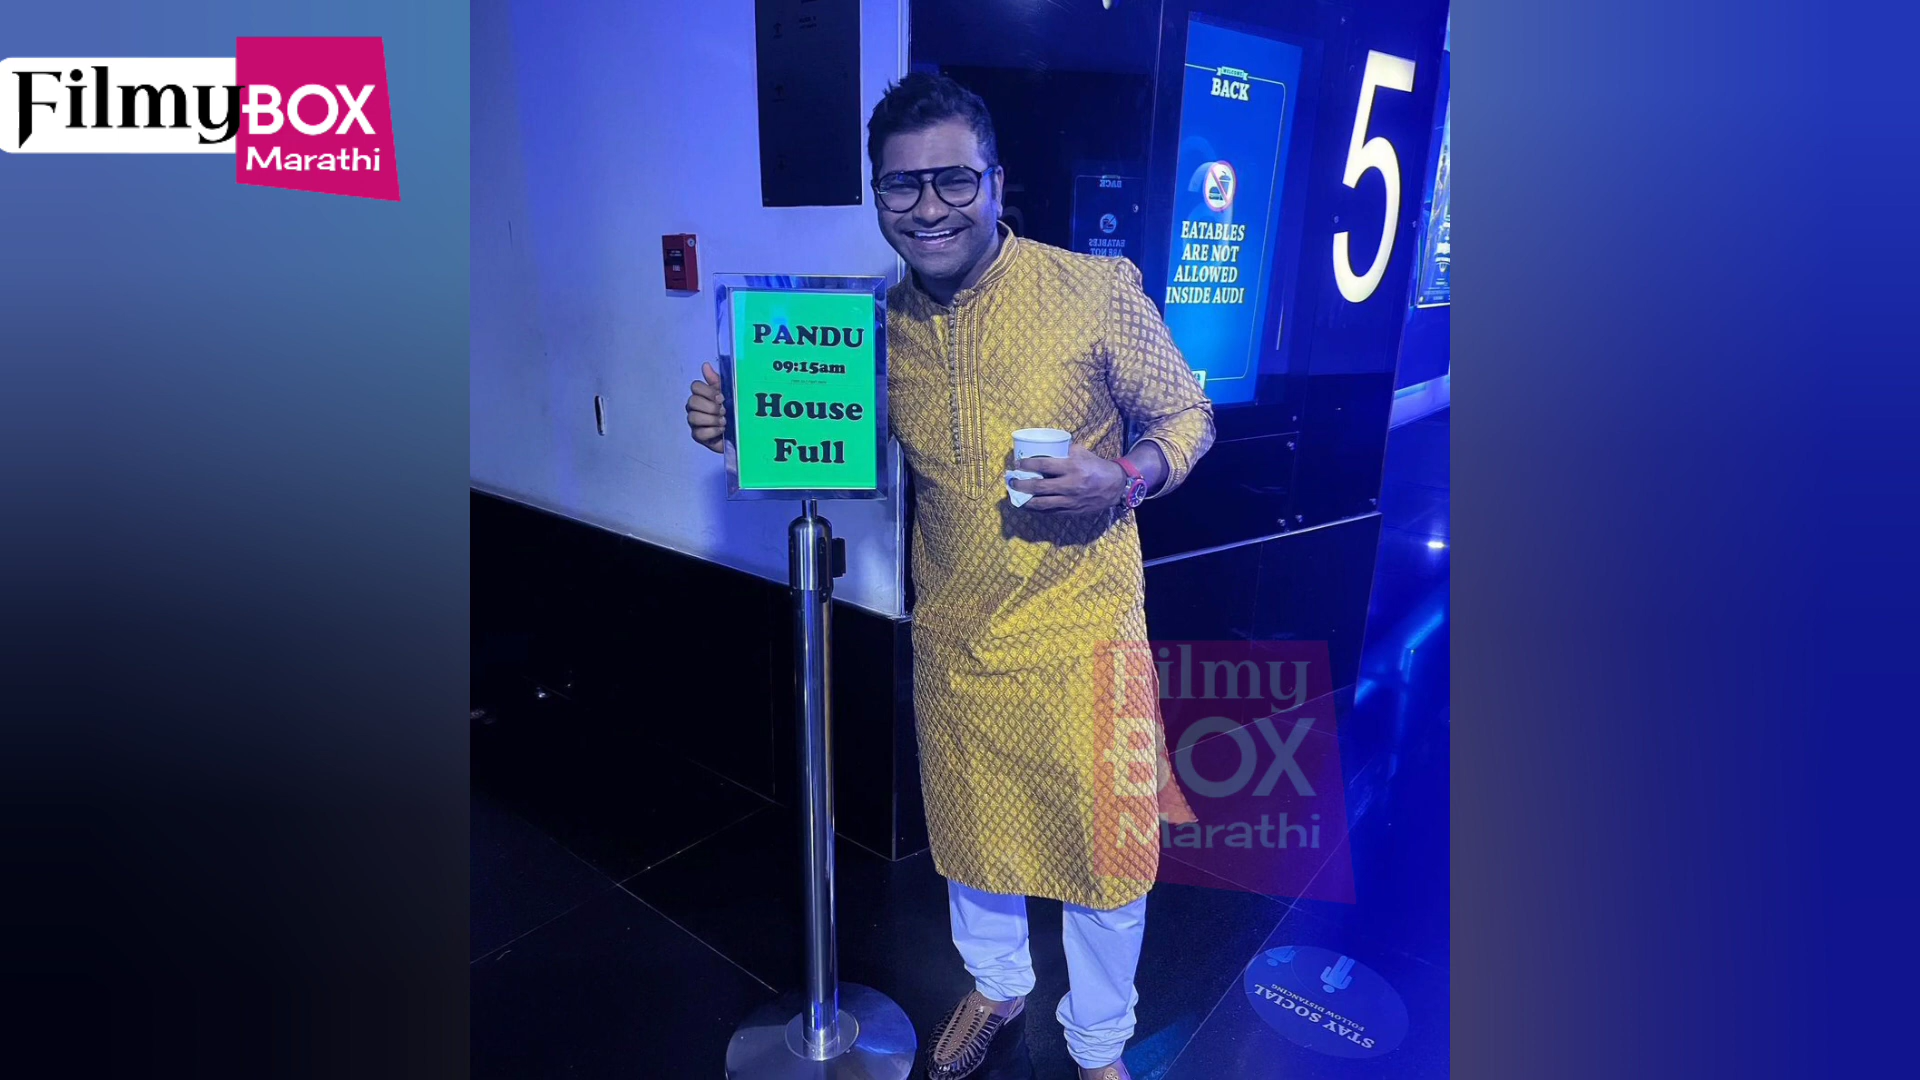 Filmy BOX
Marathi
WELCOME
BACK
EATABLES
ARE NOT
ALLOWED
INSIDE AUDI
5
PANDU
09:15am
House
Full
Filmy
BOX
Marathi
STAY SOCIAL
FOLLOW DISTANCING